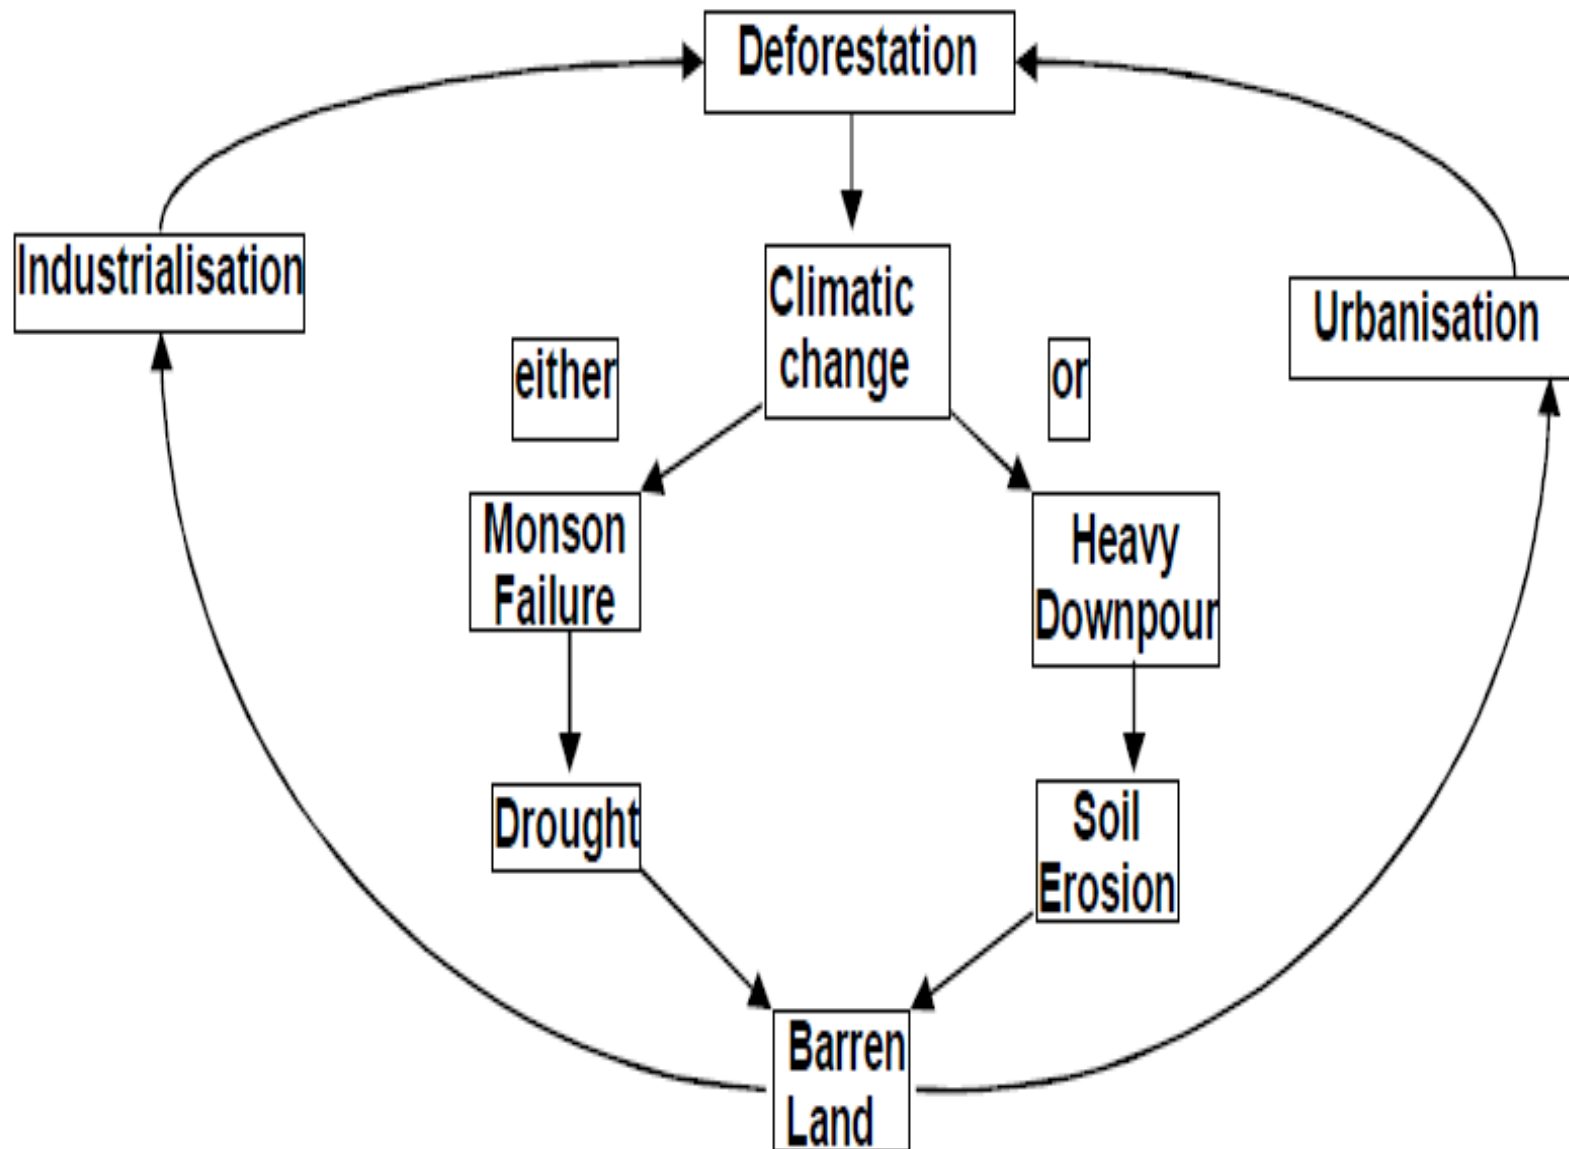 Deforestation
Industrialisation
Climatic
change
Urbanisation
either
or
Monson
Failure
Heavy
Downpour
Drought
Soil
Erosion
Barren
Land